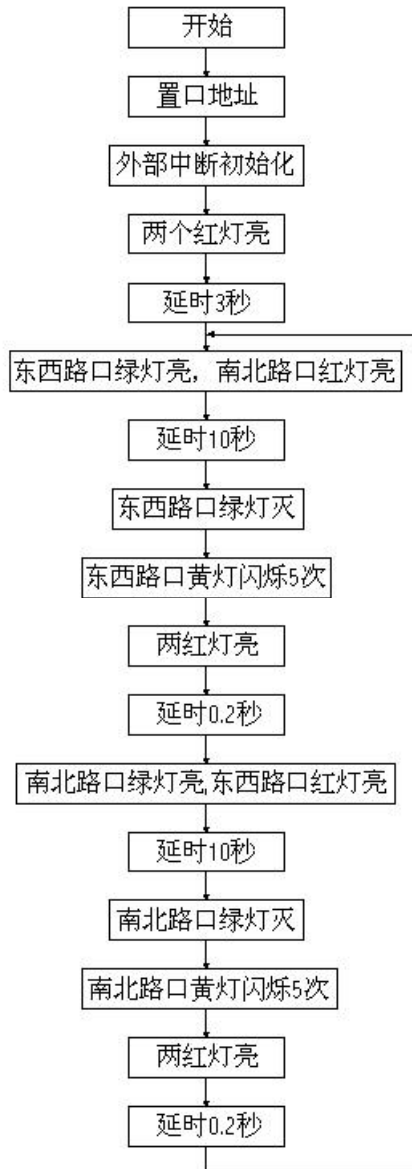 开始
置口地址
外部中断初始化
两个红灯亮
延时3秒
东西路口绿灯亮，南北路口红灯亮
延时10秒
东西路口绿灯灭
东西路口黄灯闪烁5次
两红灯亮
延时0.2秒
南北路口绿灯亮,东西路口红灯亮
延时10秒
南北路口绿灯灭
南北路口黄灯闪烁5次
两红灯亮
延时0.2秒